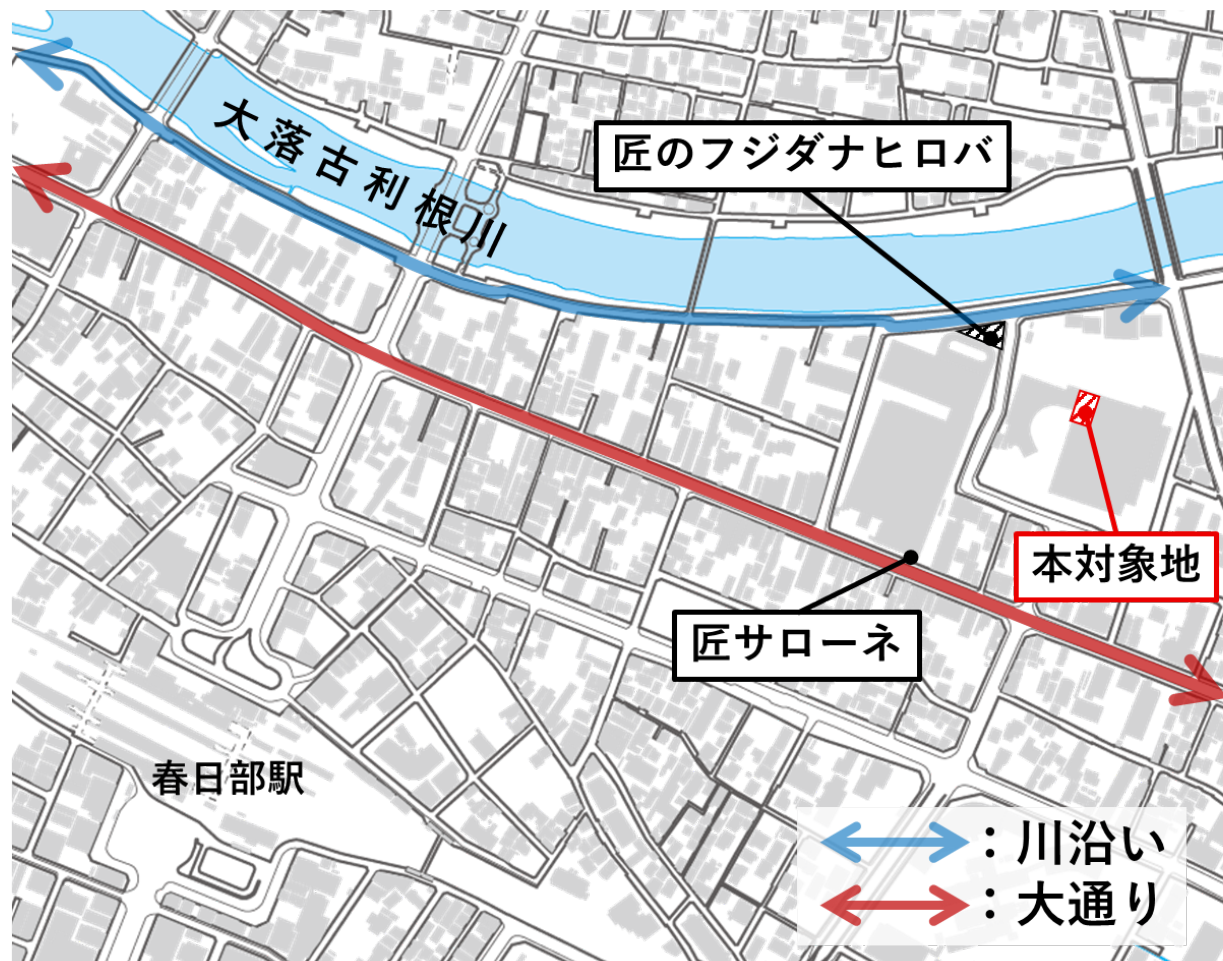 大落古利根川
匠のフジダナヒロバ
本対象地
匠サローネ
春日部駅
：川沿い
：大通り